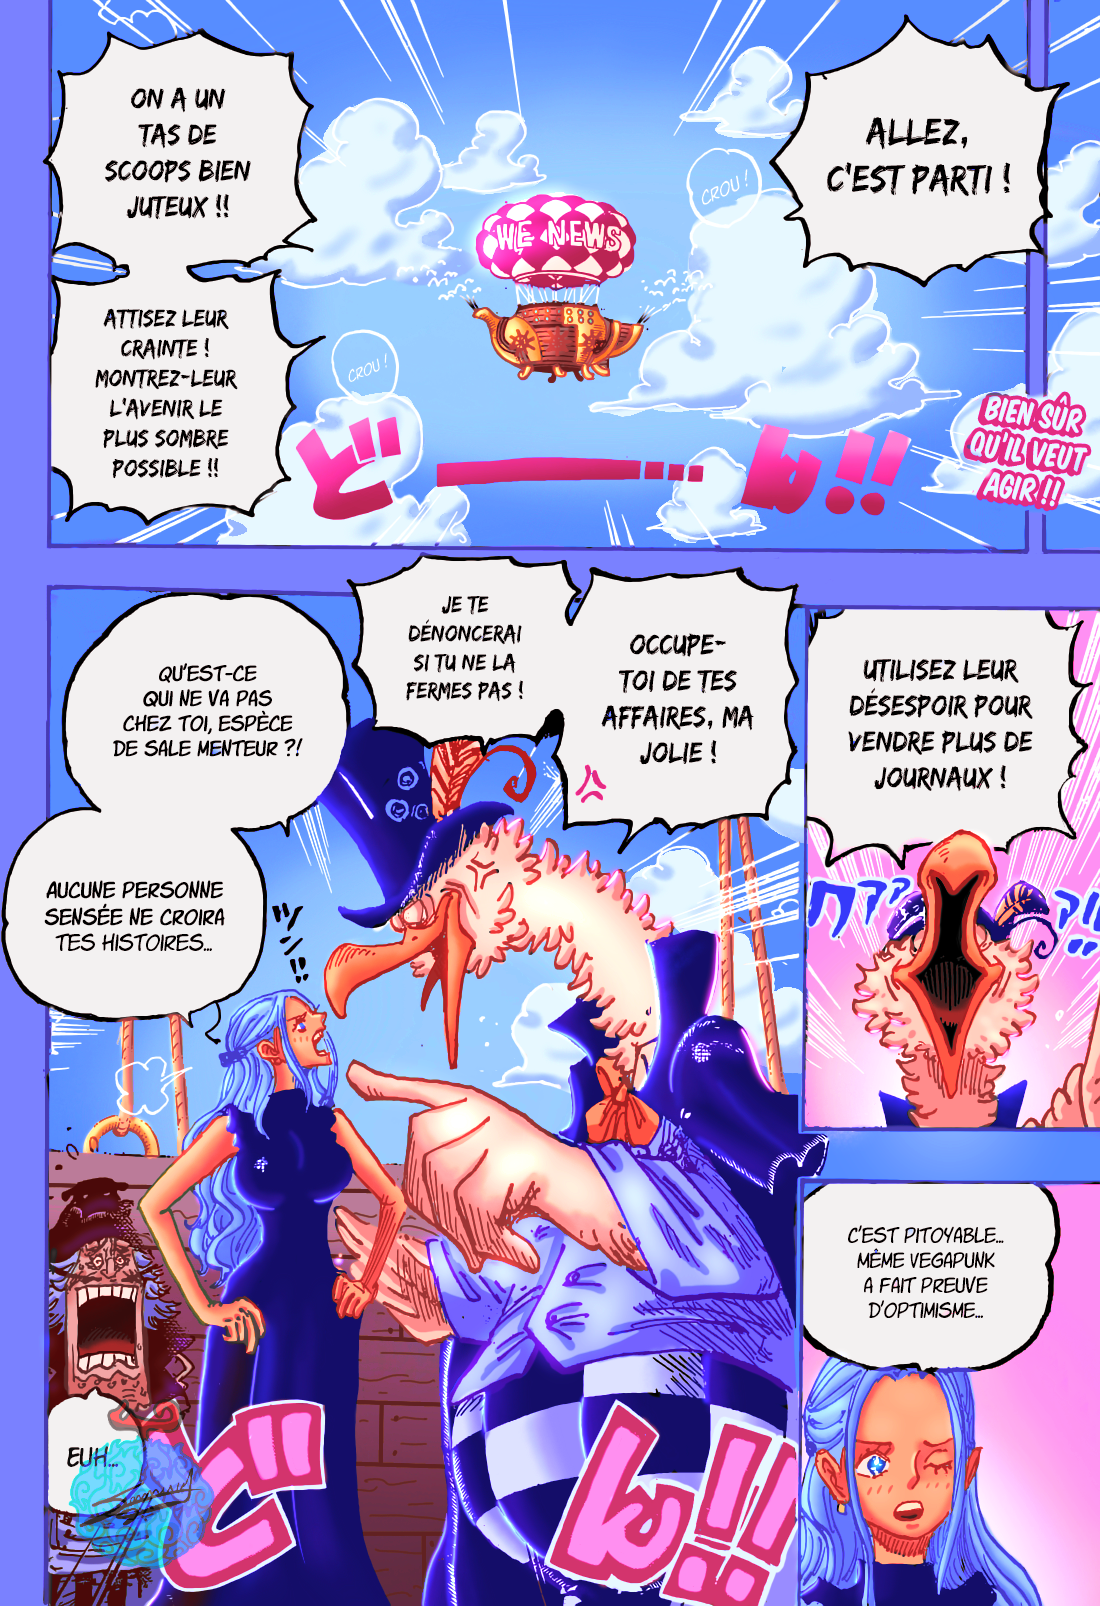 ALLEZ,
C'EST PARTI !
ON A UN
TAS DE
SCOOPS BIEN
JUTEUX !!
ATTISEZ LEUR
CRAINTE !
MONTREZ-LEUR
L'AVENIR LE
PLUS SOMBRE
POSSIBLE !!
CROU !
WE NEWS
CROU !
ど
ー
ん!!
BIEN SÛR
QU'IL VEUT
AGIR !!
UTILISEZ LEUR
DÉSESPOIR POUR
VENDRE PLUS DE
JOURNAUX !
OCCUPE-
TOI DE TES
AFFAIRES, MA
JOLIE !
JE TE
DÉNONCERAI
SI TU NE LA
FERMES PAS !
QU'EST-CE
QUI NE VA PAS
CHEZ TOI, ESPÈCE
DE SALE MENTEUR ?!
AUCUNE PERSONNE
SENSÉE NE CROIRA
TES HISTOIRES...
C'EST PITOYABLE...
MÊME VEGAPUNK
A FAIT PREUVE
D'OPTIMISME...
EUH...
ど
ん!!